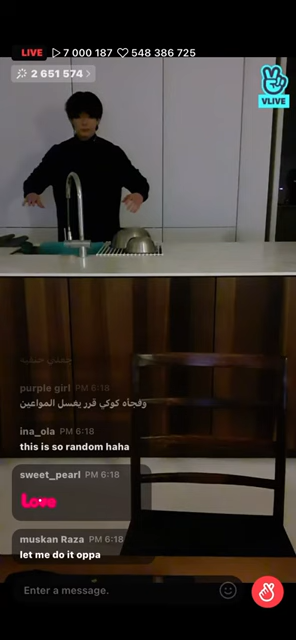 LIVE 7 000 187 548 386 725
2 651 574
VLIVE
purple girl PM 6:18
وفجأه كوكي قرر يغسل المواعين
ina_ola PM 6:18
this is so random haha
sweet_pearl PM 6:18
Love
muskan Raza PM 6:18
let me do it oppa
Enter a message.